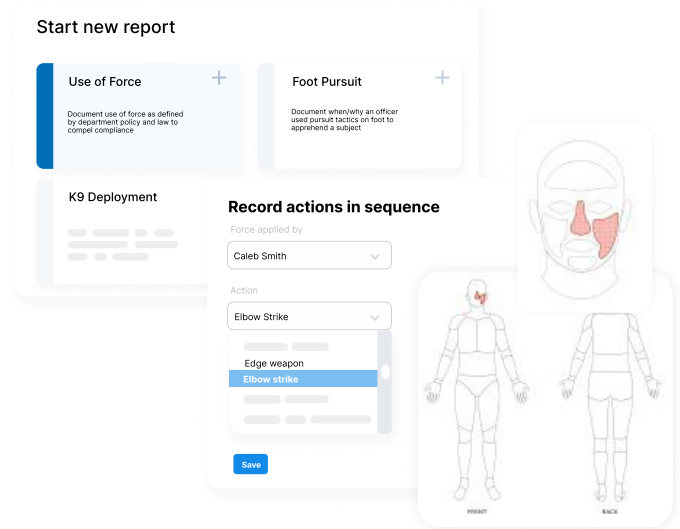 Start new report
Use of Force
Document use of force as defined
by department policy and law to
compel compliance
Foot Pursuit
Document when/why an officer
used pursuit tactics on foot to
apprehend a subject
K9 Deployment
Record actions in sequence
Force applied by
Caleb Smith
Action
Elbow Strike
Edge weapon
Elbow strike
Save
FRONT
BACK